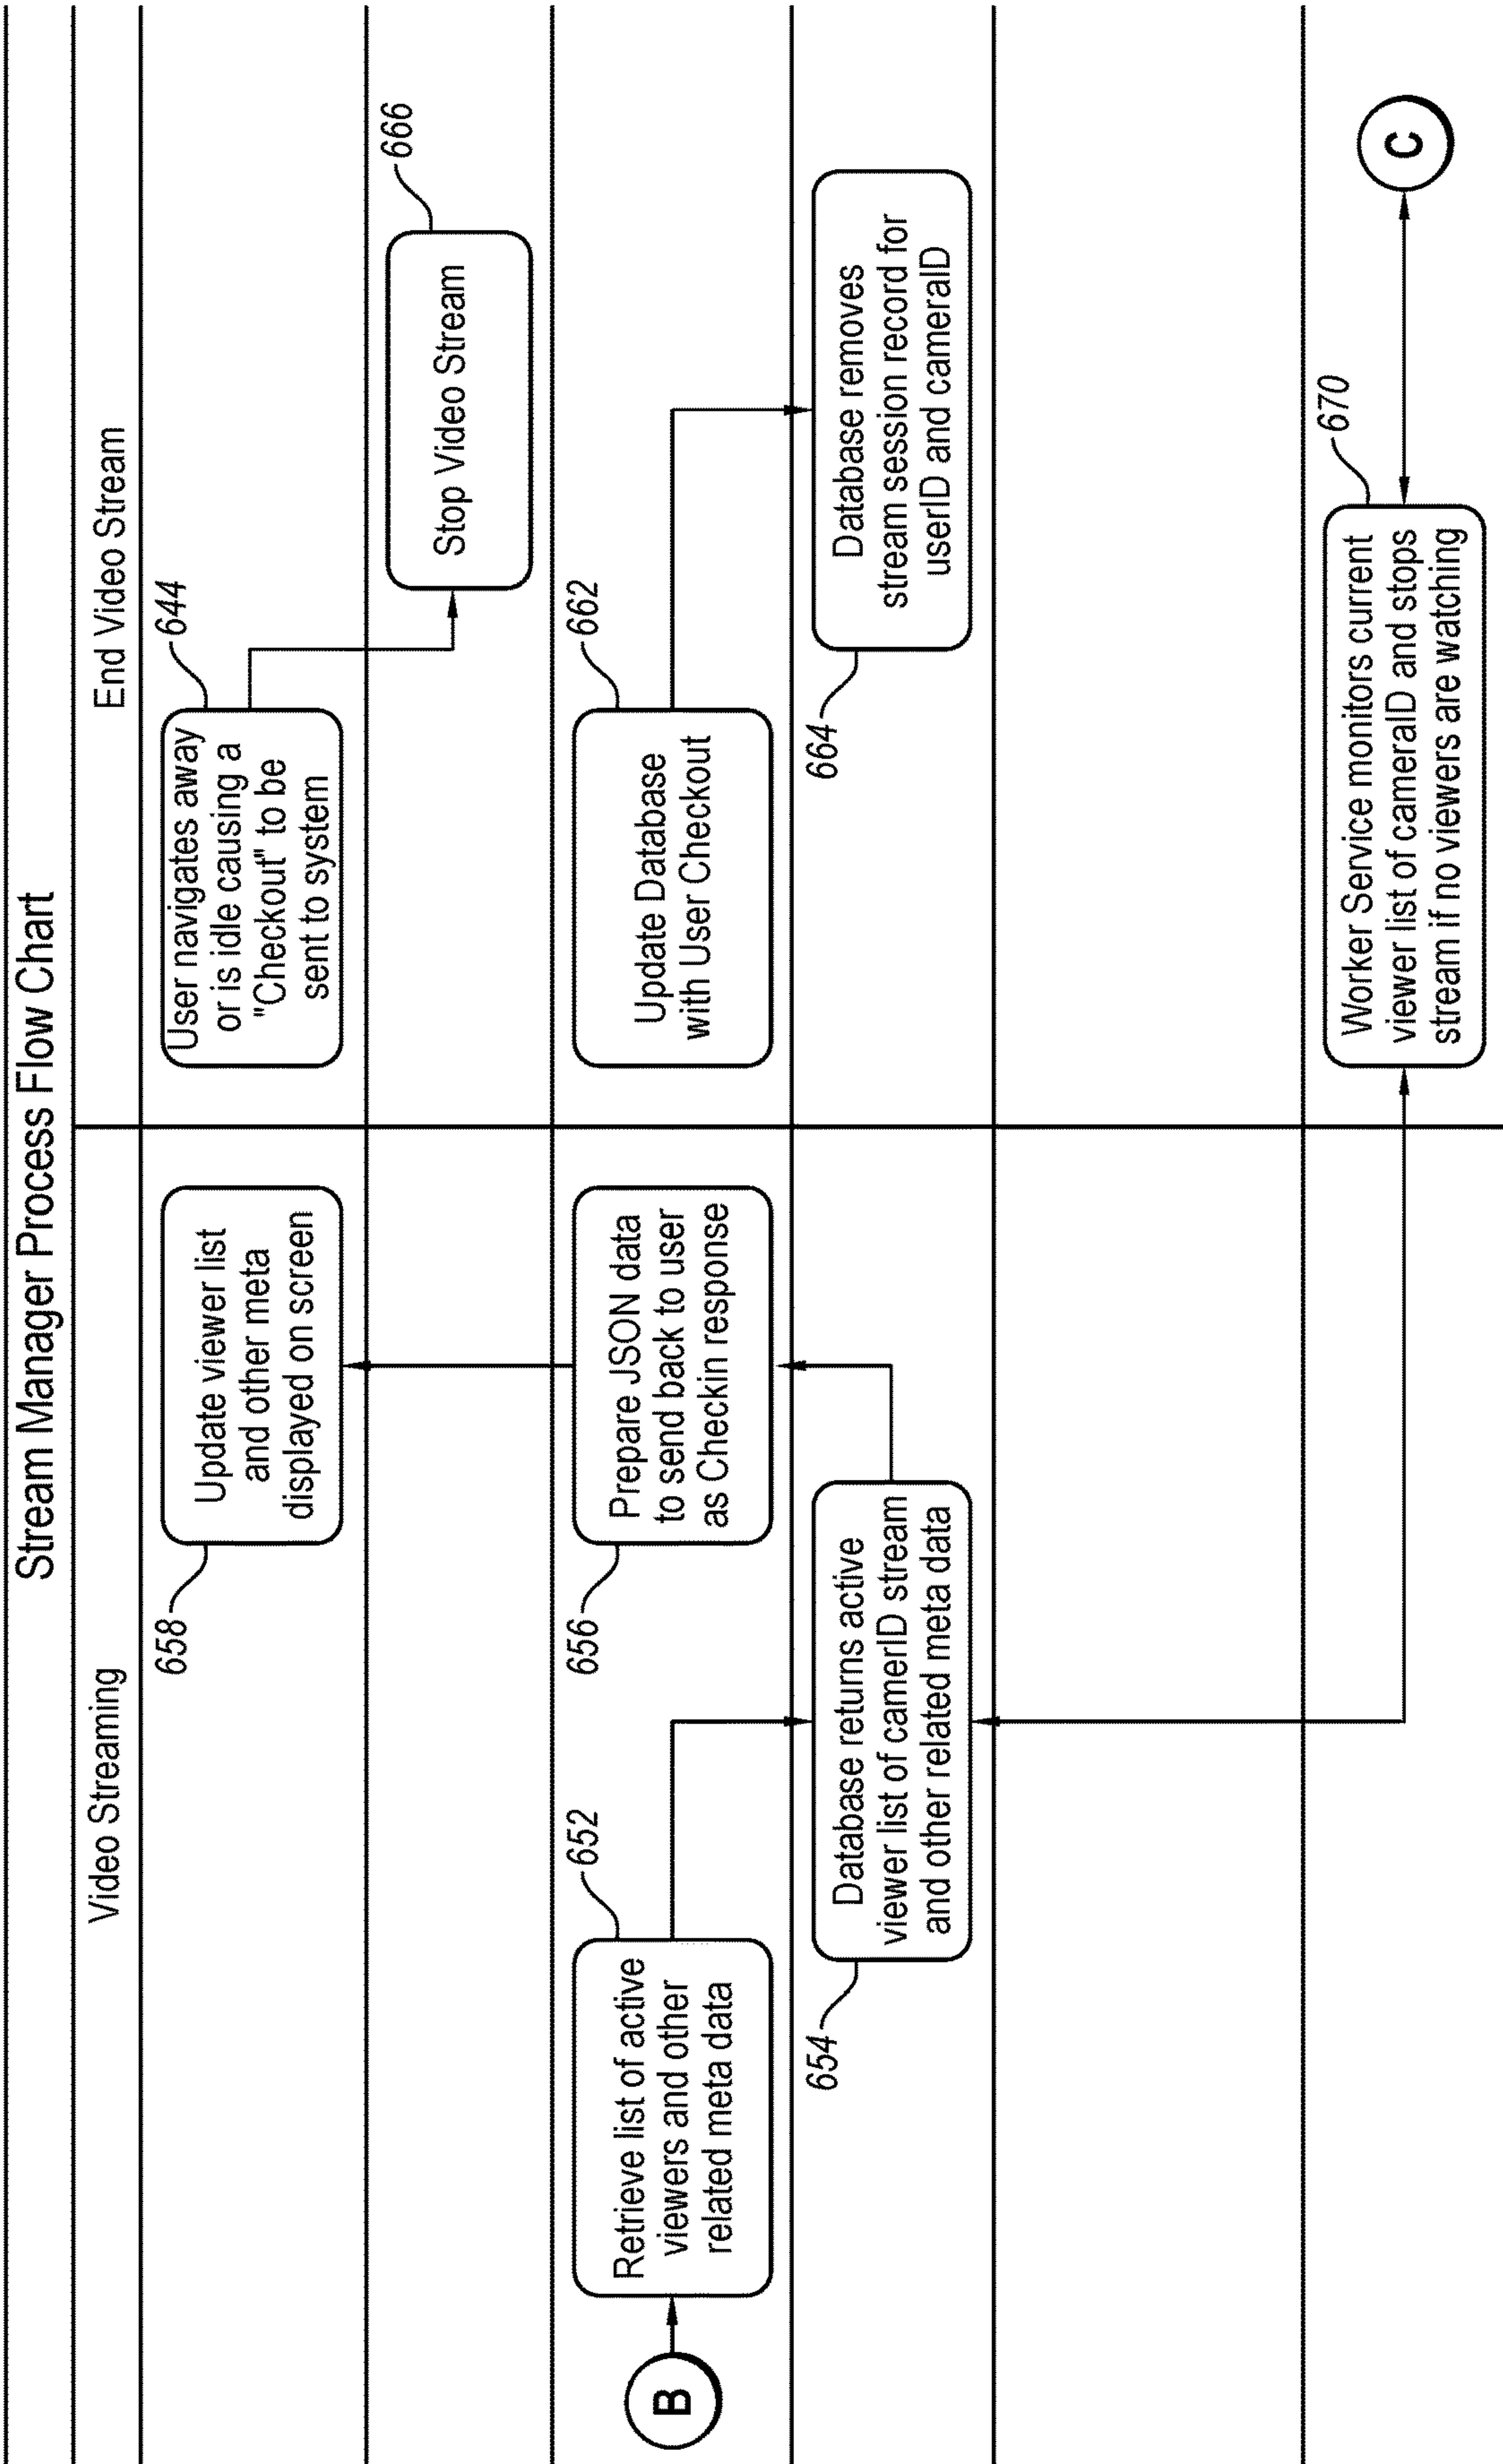 Stream Manager Process Flow Chart
Video Streaming
End Video Stream
658
Update viewer list
and other meta
displayed on screen
644
User navigates away
or is idle causing a
"Checkout" to be
sent to system
666
Stop Video Stream
B
652
Retrieve list of active
viewers and other
related meta data
656
Prepare JSON data
to send back to user
as Checkin response
662
Update Database
with User Checkout
654
Database returns active
viewer list of camerID stream
and other related meta data
664
Database removes
stream session record for
userID and cameraID
670
Worker Service monitors current
viewer list of cameraID and stops
stream if no viewers are watching
C